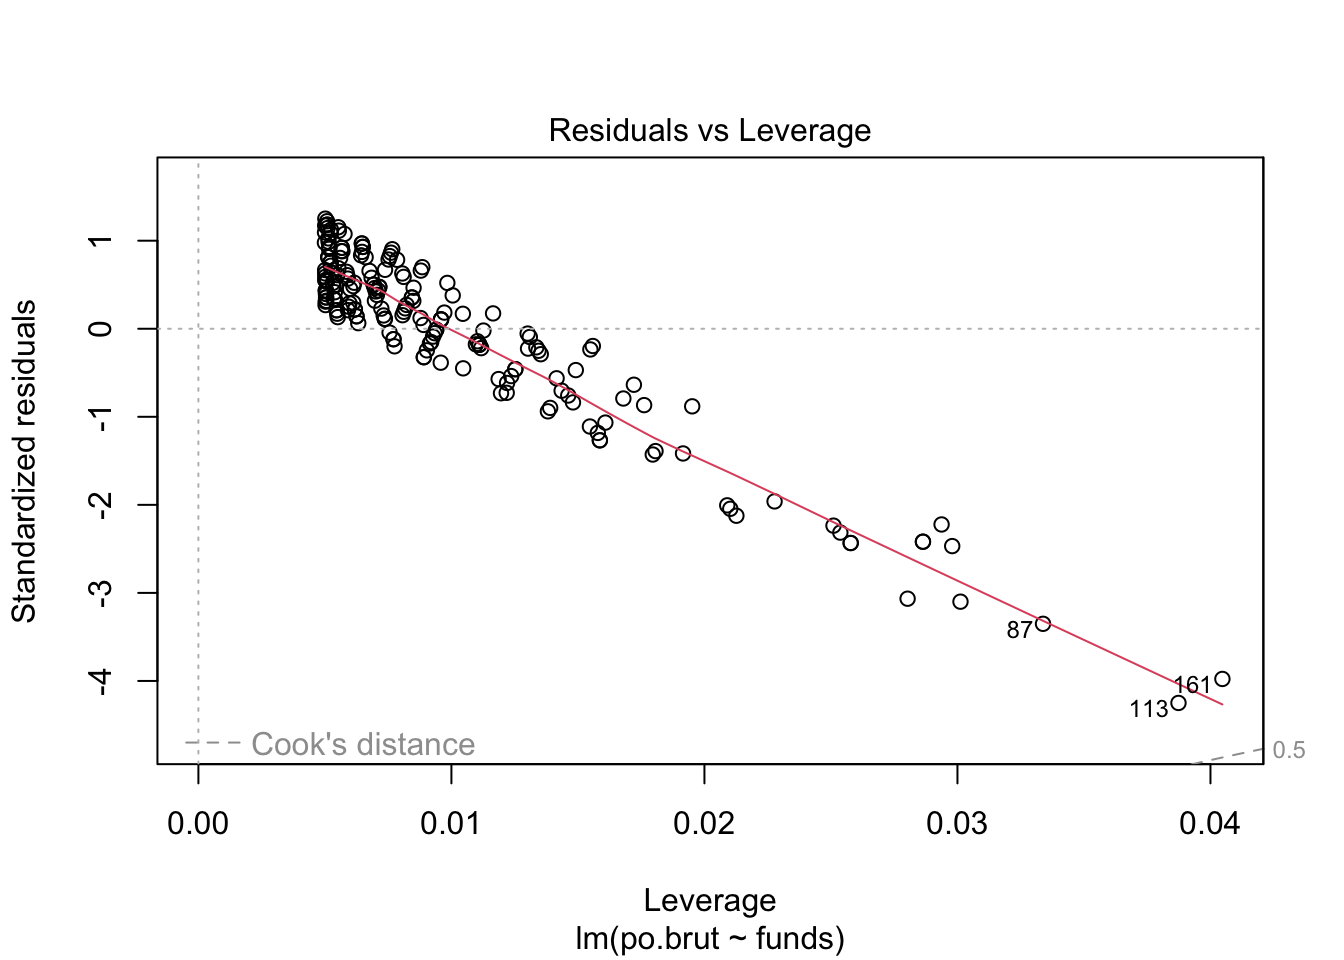 Residuals vs Leverage
Standardized residuals
1
0
-1
-2
-3
-4
87
161
113
Cook's distance
0.5
0.00 0.01 0.02 0.03 0.04
Leverage
lm(po.brut ~ funds)